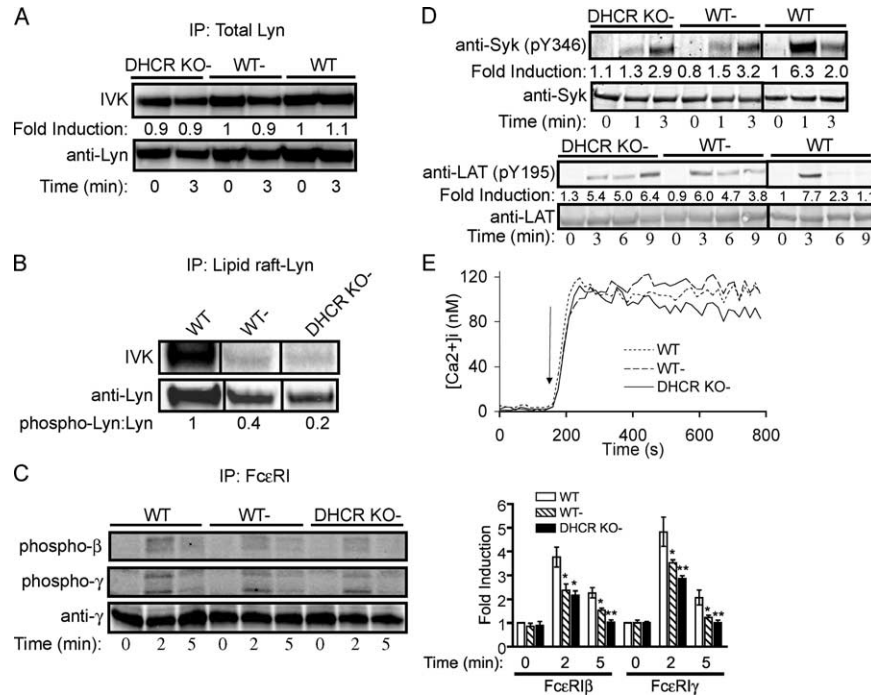 A
IP: Total Lyn
DHCR KO- WT- WT
IVK
Fold Induction: 0.9 0.9 1 0.9 1 1.1
anti-Lyn
Time (min): 0 3 0 3 0 3
B
IP: Lipid raft-Lyn
WT WT- DHCR KO-
IVK
anti-Lyn
phospho-Lyn:Lyn 1 0.4 0.2
C
IP: FcεRI
WT WT- DHCR KO-
phospho-β
phospho-γ
anti-γ
Time (min): 0 2 5 0 2 5 0 2 5
Fold Induction
6
5
4
3
2
1
0
WT
WT-
DHCR KO-
* * * ** * ** * **
Time (min): 0 2 5 0 2 5
FcεRIβ FcεRIγ
D
DHCR KO- WT- WT
anti-Syk (pY346)
Fold Induction 1.1 1.3 2.9 0.8 1.5 3.2 1 6.3 2.0
anti-Syk
Time (min): 0 1 3 0 1 3 0 1 3
DHCR KO- WT- WT
anti-LAT (pY195)
Fold Induction: 1.3 5.4 5.0 6.4 0.9 6.0 4.7 3.8 1 7.7 2.3 1.1
anti-LAT
Time (min): 0 3 6 9 0 3 6 9 0 3 6 9
E
[Ca2+]i (nM)
120
80
40
0
WT
WT-
DHCR KO-
0 200 400 600 800
Time (s)